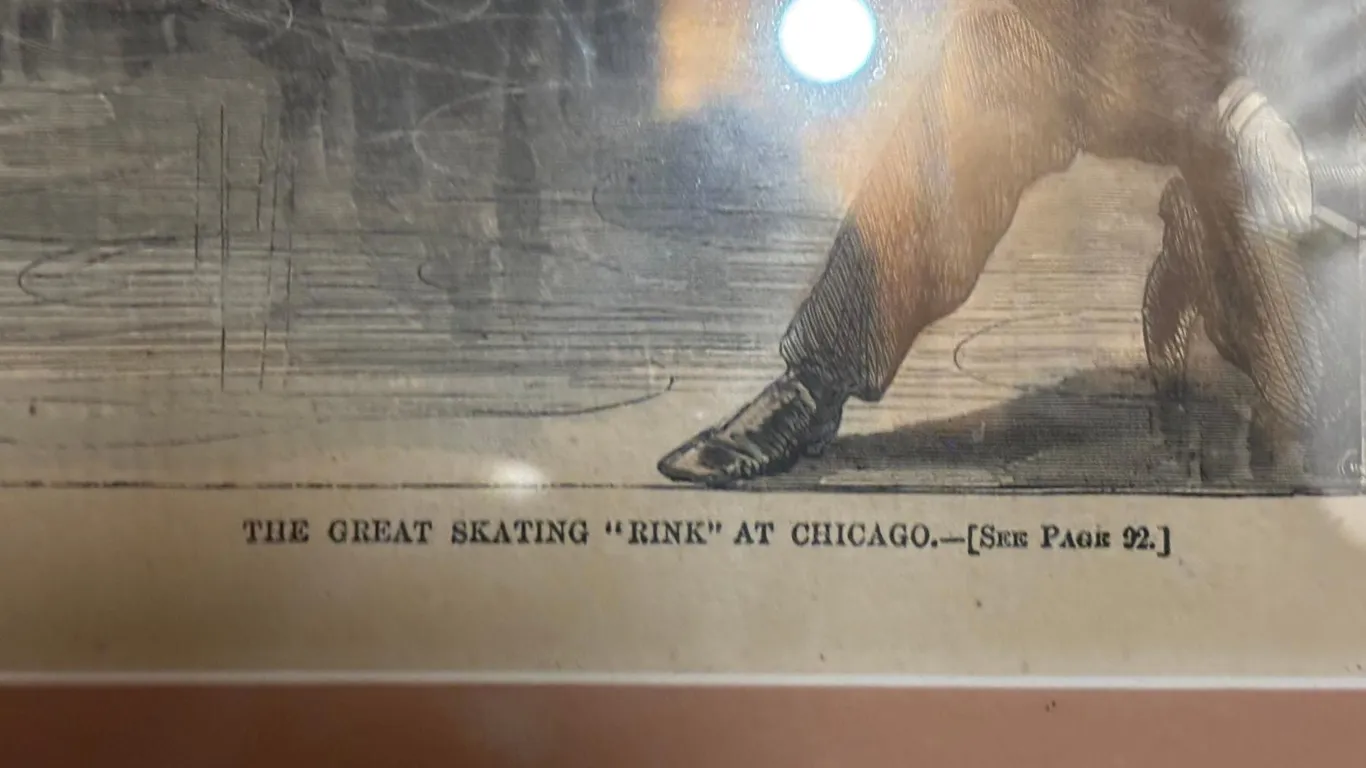 THE GREAT SKATING “RINK” AT CHICAGO.—[SEE PAGE 92.]